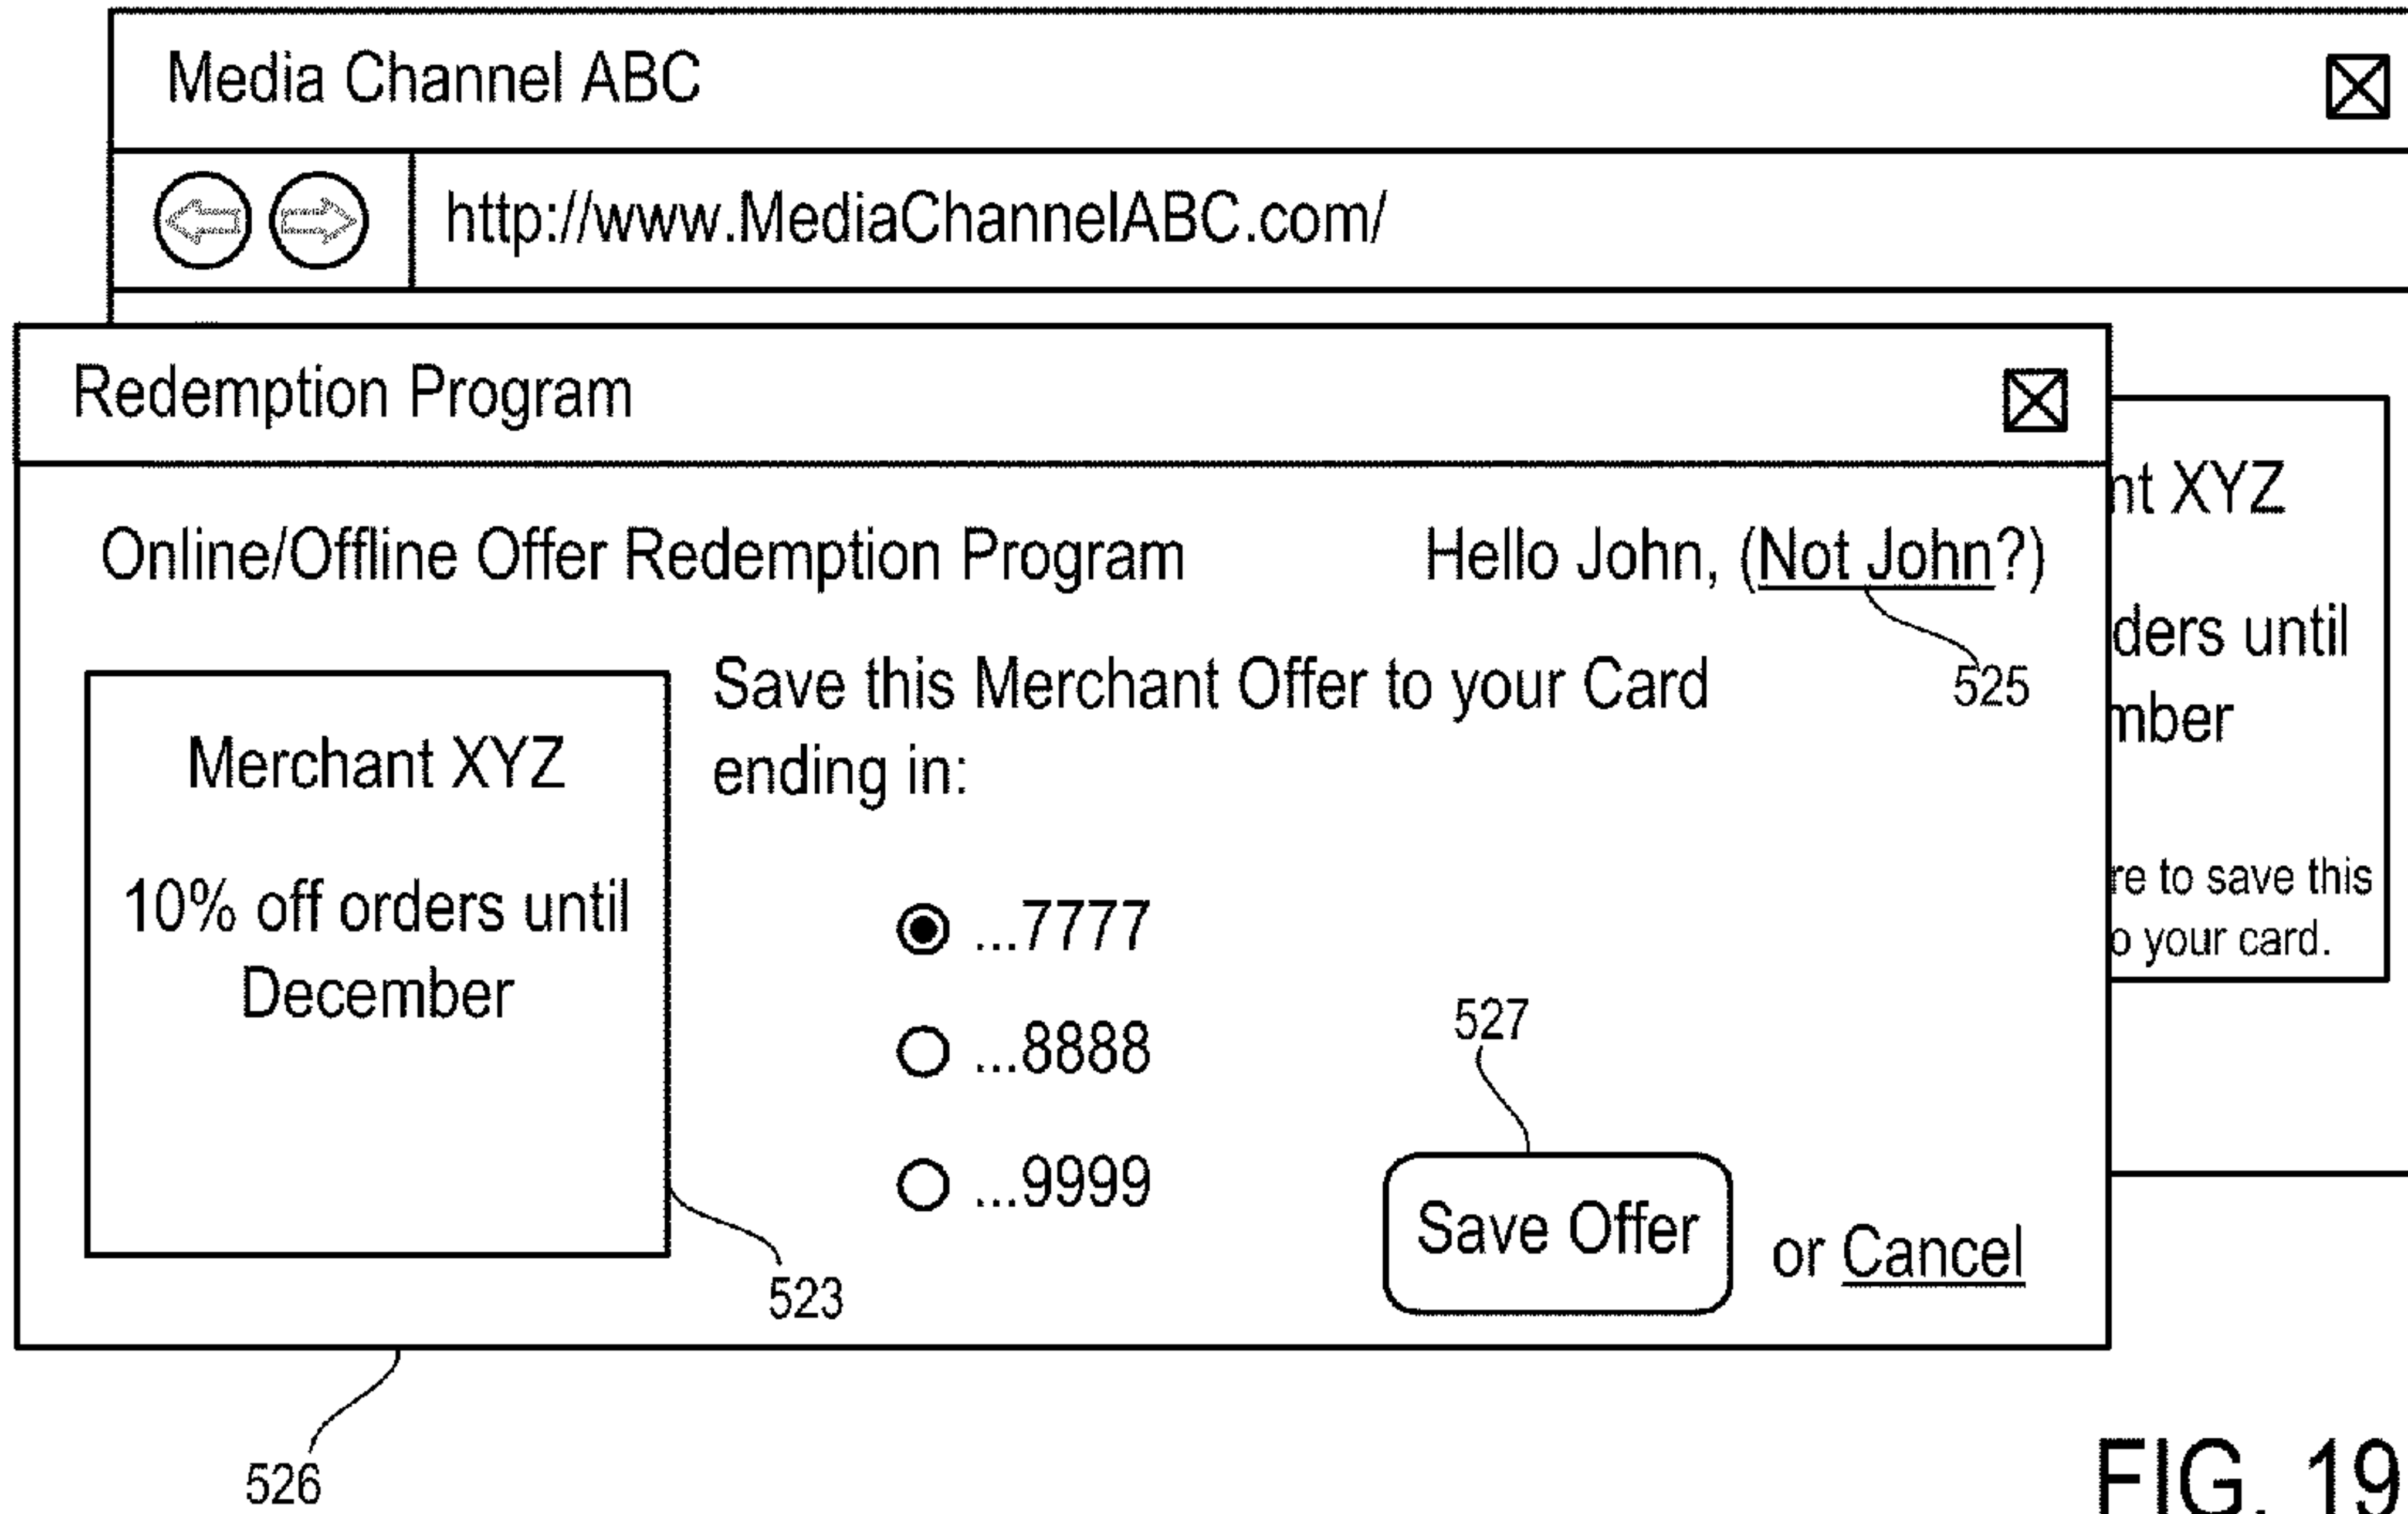 Media Channel ABC
http://www.MediaChannelABC.com/
Redemption Program
Online/Offline Offer Redemption Program
Hello John, (Not John?)
525
Save this Merchant Offer to your Card
ending in:
Merchant XYZ
10% off orders until
December
523
...7777
...8888
...9999
527
Save Offer
or Cancel
nt XYZ
ders until
mber
re to save this
o your card.
526
FIG. 19